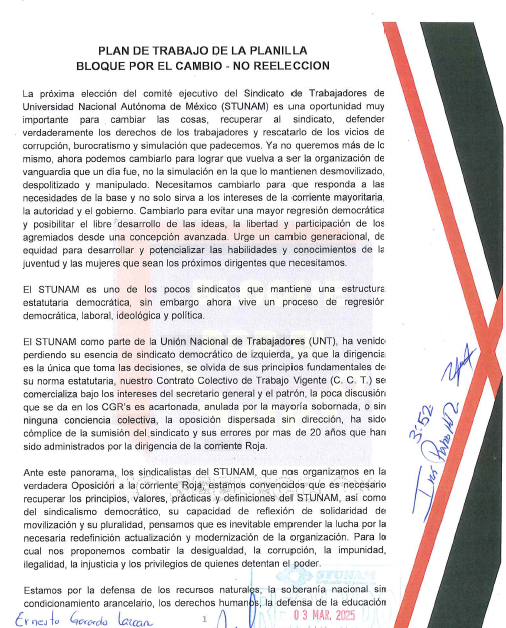 PLAN DE TRABAJO DE LA PLANILLA
BLOQUE POR EL CAMBIO - NO REELECCION
La próxima elección del comité ejecutivo del Sindicato de Trabajadores de
Universidad Nacional Autónoma de México (STUNAM) es una oportunidad muy
importante para cambiar las cosas, recuperar al sindicato, defender
verdaderamente los derechos de los trabajadores y rescatarlo de los vicios de
corrupción, burocratismo y simulación que padecemos. Ya no queremos más de lo
mismo, ahora podemos cambiarlo para lograr que vuelva a ser la organización de
vanguardia que un día fue, no la simulación en la que lo mantienen desmovilizado,
despolitizado y manipulado. Necesitamos cambiarlo para que responda a las
necesidades de la base y no solo sirva a los intereses de la corriente mayoritaria,
la autoridad y el gobierno. Cambiarlo para evitar una mayor regresión democrática
y posibilitar el libre desarrollo de las ideas, la libertad y participación de los
agremiados desde una concepción avanzada. Urge un cambio generacional, de
equidad para desarrollar y potencializar las habilidades y conocimientos de la
juventud y las mujeres que sean los próximos dirigentes que necesitamos.
El STUNAM es uno de los pocos sindicatos que mantiene una estructura
estatutaria democrática, sin embargo ahora vive un proceso de regresión
democrática, laboral, ideológica y política.
El STUNAM como parte de la Unión Nacional de Trabajadores (UNT), ha venido
perdiendo su esencia de sindicato democrático de izquierda, ya que la dirigencia
es la única que toma las decisiones, se olvida de sus principios fundamentales de
su norma estatutaria, nuestro Contrato Colectivo de Trabajo Vigente (C. C. T.) se
comercializa bajo los intereses del secretario general y el patrón, la poca discusión
que se da en los CGR's es acartonada, anulada por la mayoría sobornada, o sin
ninguna conciencia colectiva, la oposición dispersada sin dirección, ha sido
cómplice de la sumisión del sindicato y sus errores por mas de 20 años que han
sido administrados por la dirigencia de la corriente Roja.
Ante este panorama, los sindicalistas del STUNAM, que nos organizamos en la
verdadera Oposición a la Corriente Roja, estamos convencidos que es necesario
recuperar los principios, valores, prácticas y definiciones del STUNAM, así como
del sindicalismo democrático, su capacidad de reflexión de solidaridad de
movilización y su pluralidad, pensamos que es inevitable emprender la lucha por la
necesaria redefinición actualización y modernización de la organización. Para lo
cual nos proponemos combatir la desigualdad, la corrupción, la impunidad,
ilegalidad, la injusticia y los privilegios de quienes detentan el poder.
STUNAM
Estamos por la defensa de los recursos naturales, la soberanía nacional sin
condicionamiento arancelario, los derechos humanos, la defensa de la educación
1
03 MAR. 2025
Ernesto Gerardo
3:52